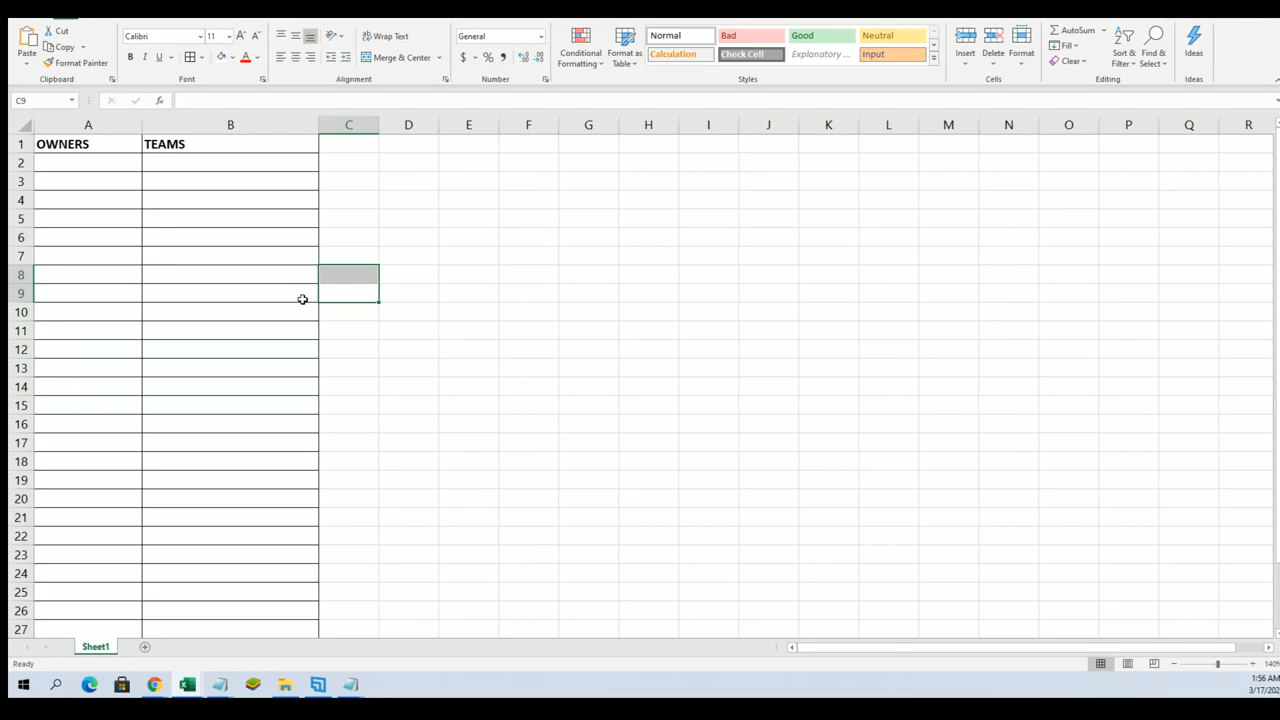 Cut
Copy
Format Painter
Paste
Clipboard
Calibri 11
Font
Wrap Text
Merge & Center
Alignment
General
Number
Conditional
Formatting
Format as
Table
Normal Bad Good Neutral
Calculation Check Cell Explanatory ... Input
Styles
Insert Delete Format
Cells
AutoSum
Fill
Clear
Sort &
Filter
Find &
Select
Editing
Ideas
Ideas
C9
A B C D E F G H I J K L M N O P Q R
1 OWNERS TEAMS
2
3
4
5
6
7
8
9
10
11
12
13
14
15
16
17
18
19
20
21
22
23
24
25
26
27
Sheet1
Ready
140%
1:56 AM
3/17/202